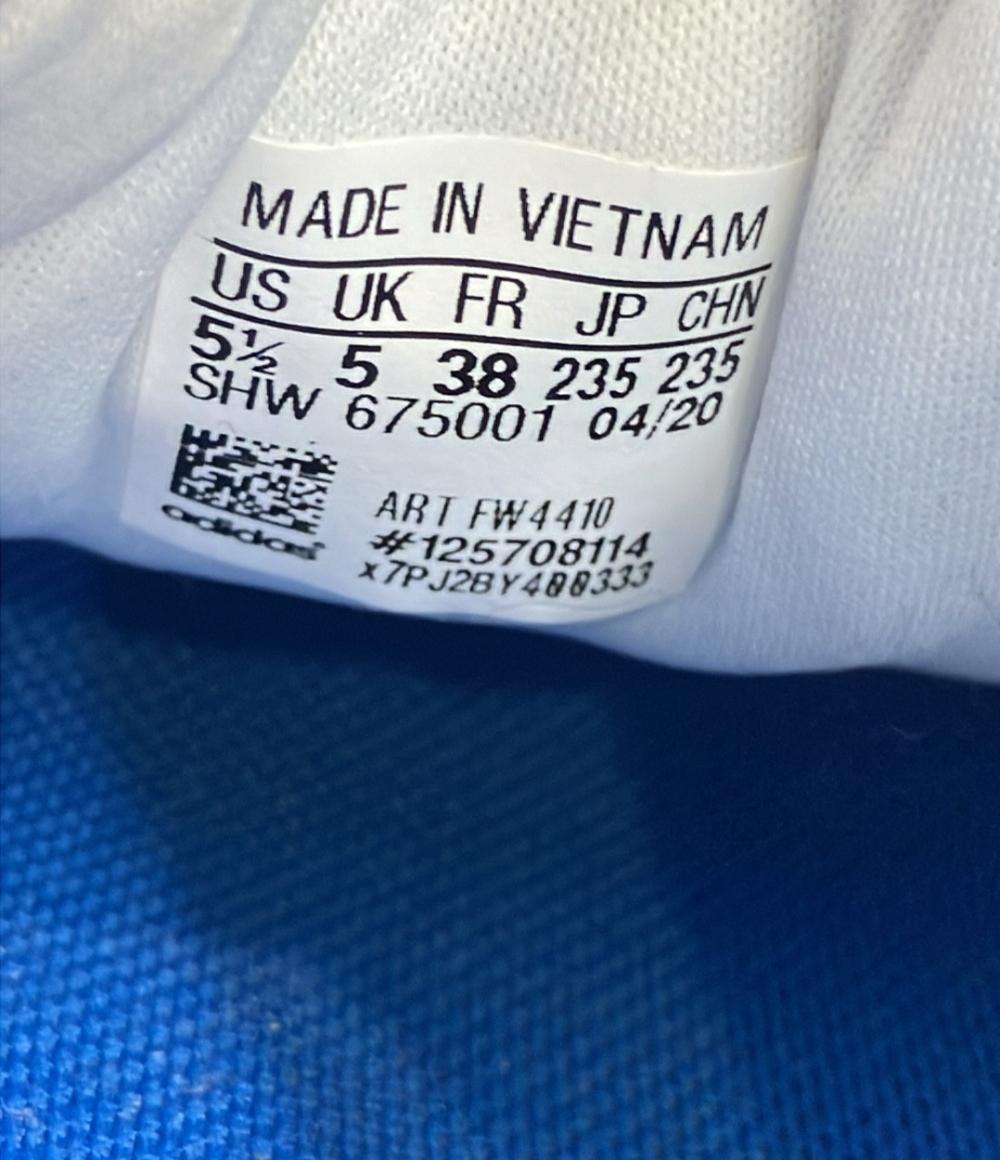 MADE IN VIETNAM
US UK FR JP CHN
5½ 5 38 235 235
SHW 675001 04/20
ART FW4410
#125708114
adidas